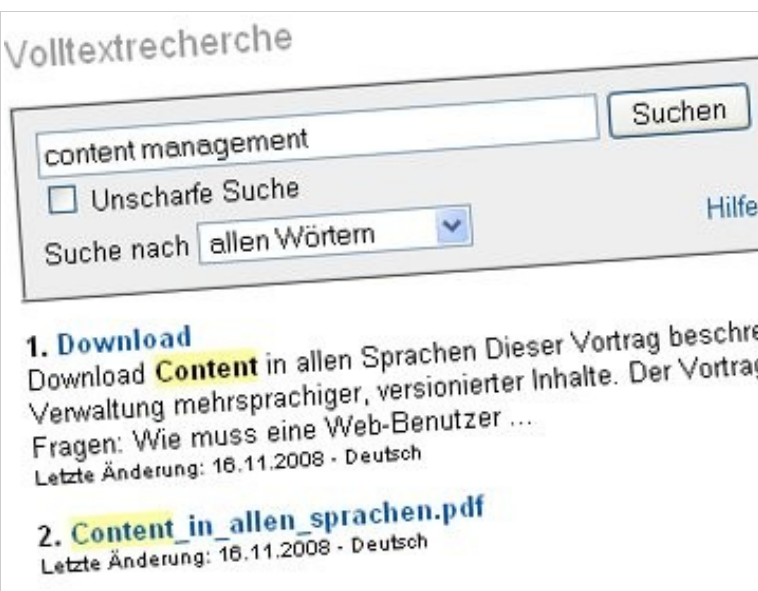 Volltextrecherche
content management
Suchen
Unscharfe Suche
Suche nach allen Wörtern
Hilfe
1. Download
Download Content in allen Sprachen Dieser Vortrag beschre
Verwaltung mehrsprachiger, versionierter Inhalte. Der Vortrag
Fragen: Wie muss eine Web-Benutzer ...
Letzte Änderung: 16.11.2008 - Deutsch
2. Content_in_allen_sprachen.pdf
Letzte Änderung: 16.11.2008 - Deutsch